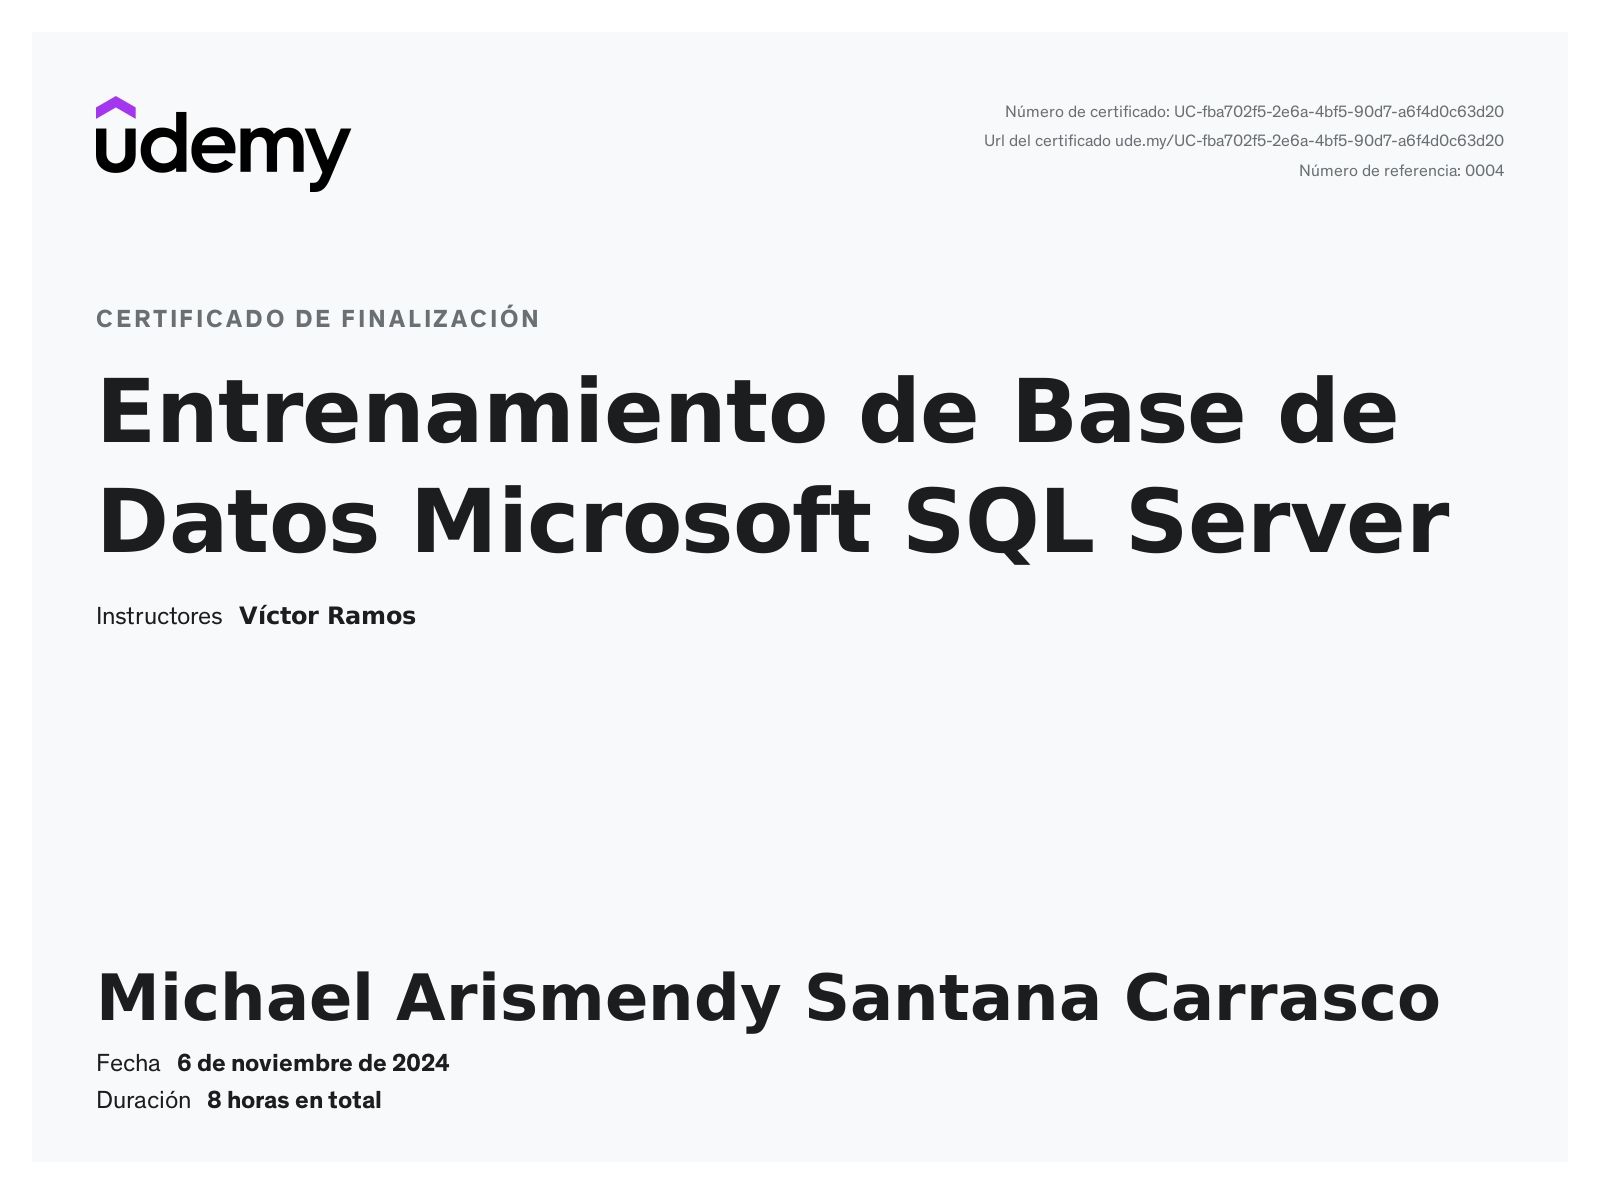 udemy
Número de certificado: UC-fba702f5-2e6a-4bf5-90d7-a6f4d0c63d20
Url del certificado ude.my/UC-fba702f5-2e6a-4bf5-90d7-a6f4d0c63d20
Número de referencia: 0004
CERTIFICADO DE FINALIZACIÓN
Entrenamiento de Base de
Datos Microsoft SQL Server
Instructores Víctor Ramos
Michael Arismendy Santana Carrasco
Fecha 6 de noviembre de 2024
Duración 8 horas en total